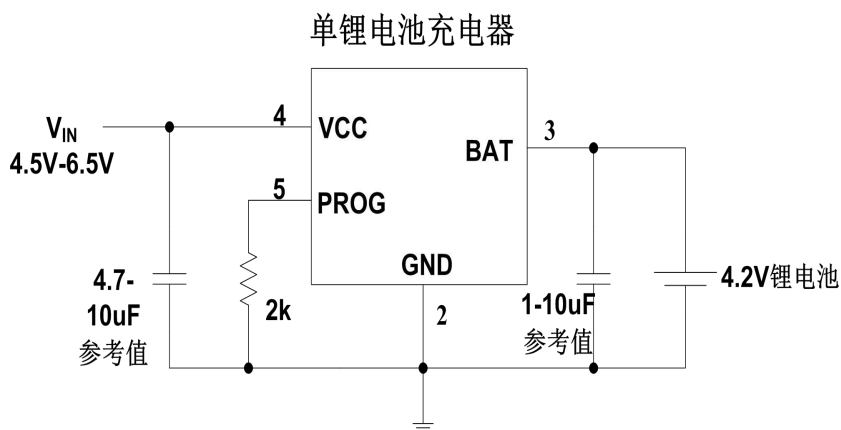 单锂电池充电器
V_IN
4.5V-6.5V
4
VCC
3
BAT
5
PROG
GND
2
4.7-
10uF
参考值
2k
1-10uF
参考值
4.2V锂电池